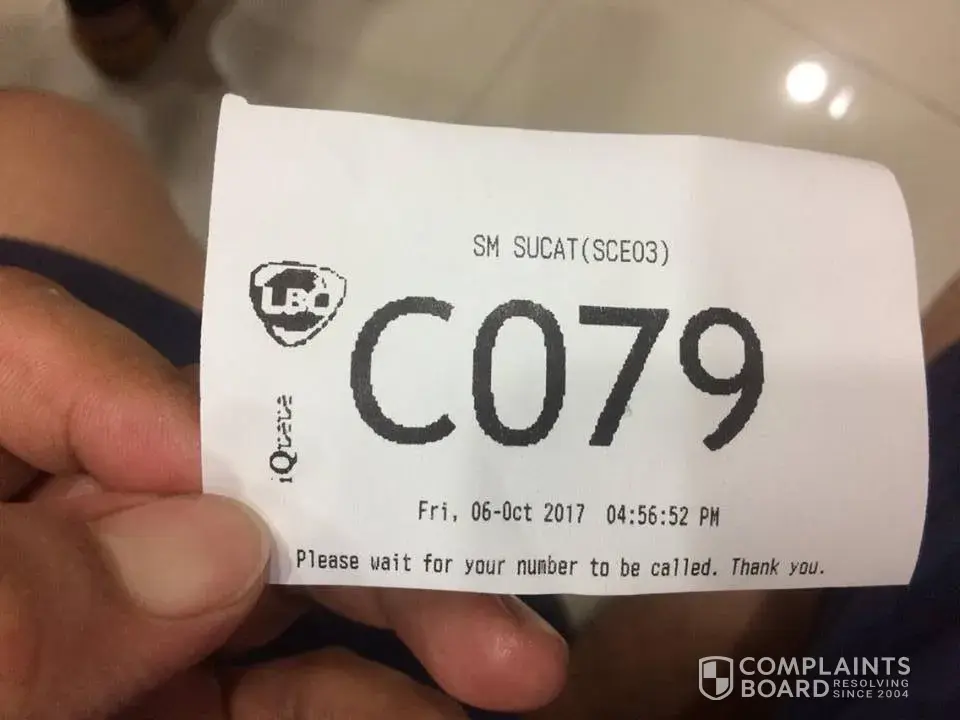 SM SUCAT(SCE03)
LBC
C079
iQueue
Fri, 06-Oct 2017 04:56:52 PM
Please wait for your number to be called. Thank you.
COMPLAINTS
BOARD RESOLVING
SINCE 2004